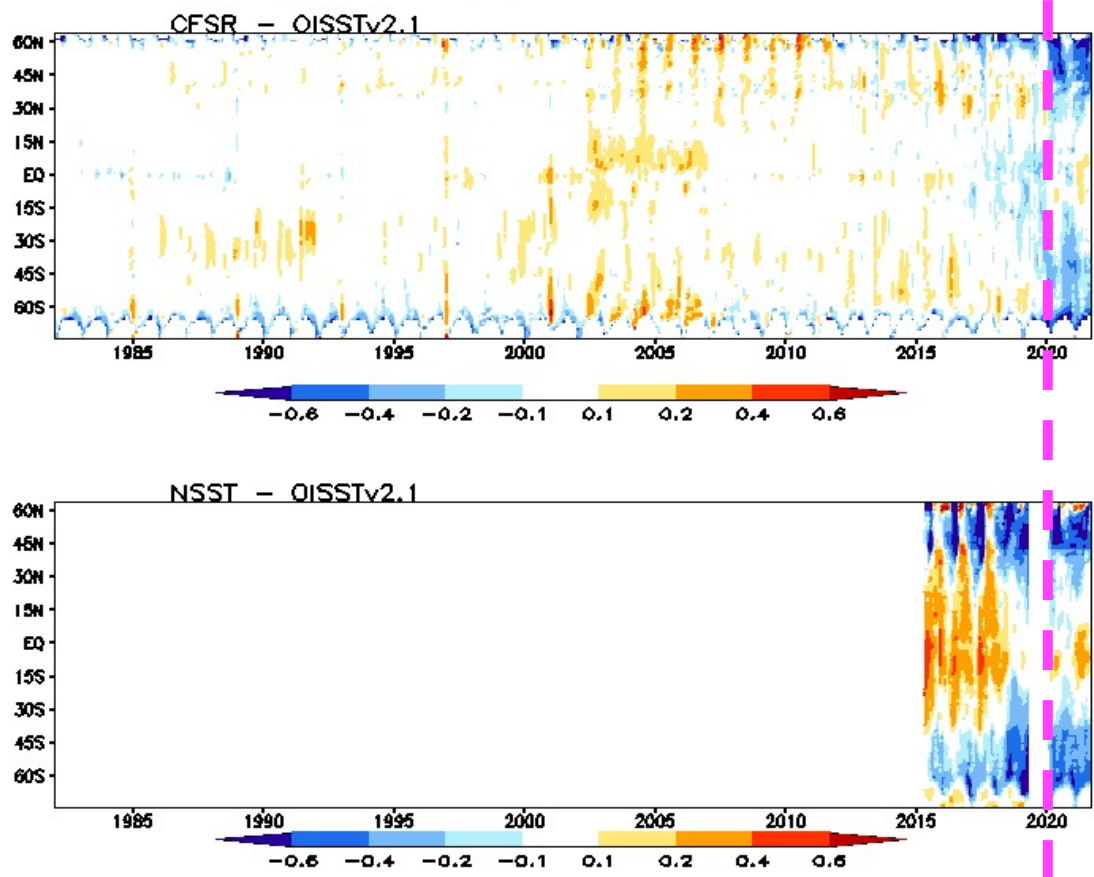 CFSR – OISSTv2.1
60N
45N
30N
15N
EQ
15S
30S
45S
60S
1985 1990 1995 2000 2005 2010 2015 2020
-0.6 -0.4 -0.2 -0.1 0.1 0.2 0.4 0.6
NSST – OISSTv2.1
60N
45N
30N
15N
EQ
15S
30S
45S
60S
1985 1990 1995 2000 2005 2010 2015 2020
-0.6 -0.4 -0.2 -0.1 0.1 0.2 0.4 0.6